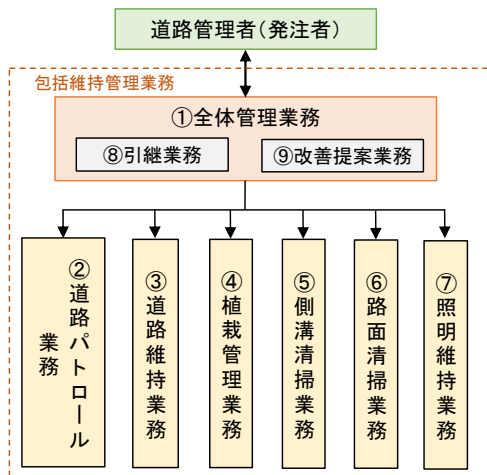 道路管理者(発注者)
包括維持管理業務
①全体管理業務
⑧引継業務
⑨改善提案業務
②道路パトロール
業務
③道路維持業務
④植栽管理業務
⑤側溝清掃業務
⑥路面清掃業務
⑦照明維持業務